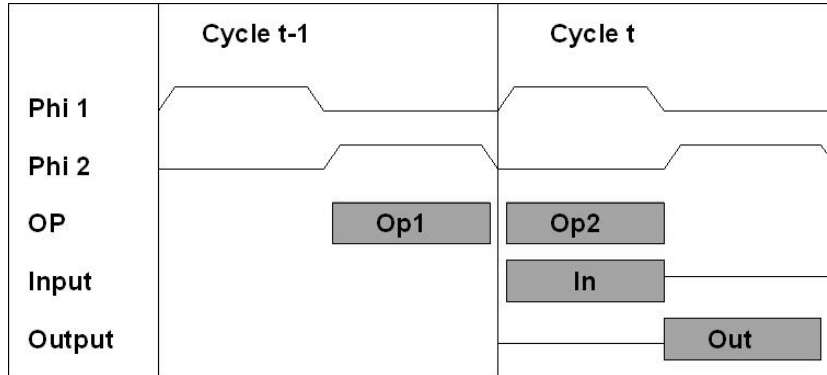 Cycle t-1 Cycle t
Phi 1
Phi 2
OP Op1 Op2
Input In
Output Out